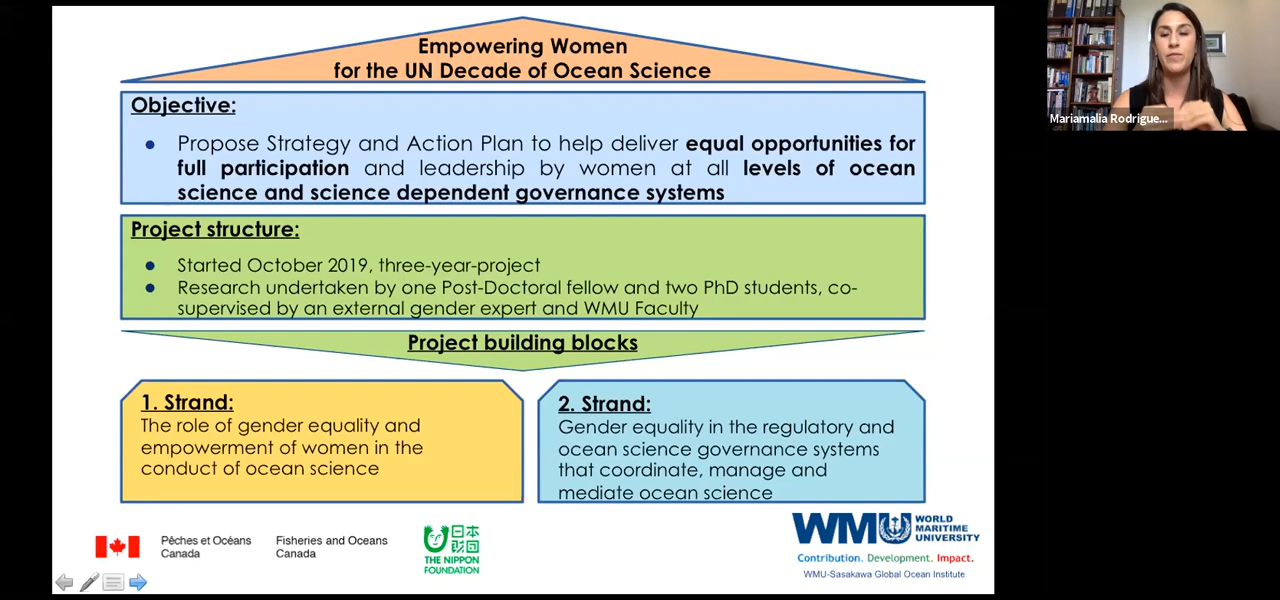 Empowering Women
for the UN Decade of Ocean Science
Objective:
● Propose Strategy and Action Plan to help deliver equal opportunities for
full participation and leadership by women at all levels of ocean
science and science dependent governance systems
Project structure:
● Started October 2019, three-year-project
● Research undertaken by one Post-Doctoral fellow and two PhD students, co-
supervised by an external gender expert and WMU Faculty
Project building blocks
1. Strand:
The role of gender equality and
empowerment of women in the
conduct of ocean science
2. Strand:
Gender equality in the regulatory and
ocean science governance systems
that coordinate, manage and
mediate ocean science
Pêches et Océans
Canada
Fisheries and Oceans
Canada
日本
財団
THE NIPPON
FOUNDATION
WMU
WORLD
MARITIME
UNIVERSITY
Contribution. Development. Impact.
WMU-Sasakawa Global Ocean Institute
Mariamalia Rodrigue...